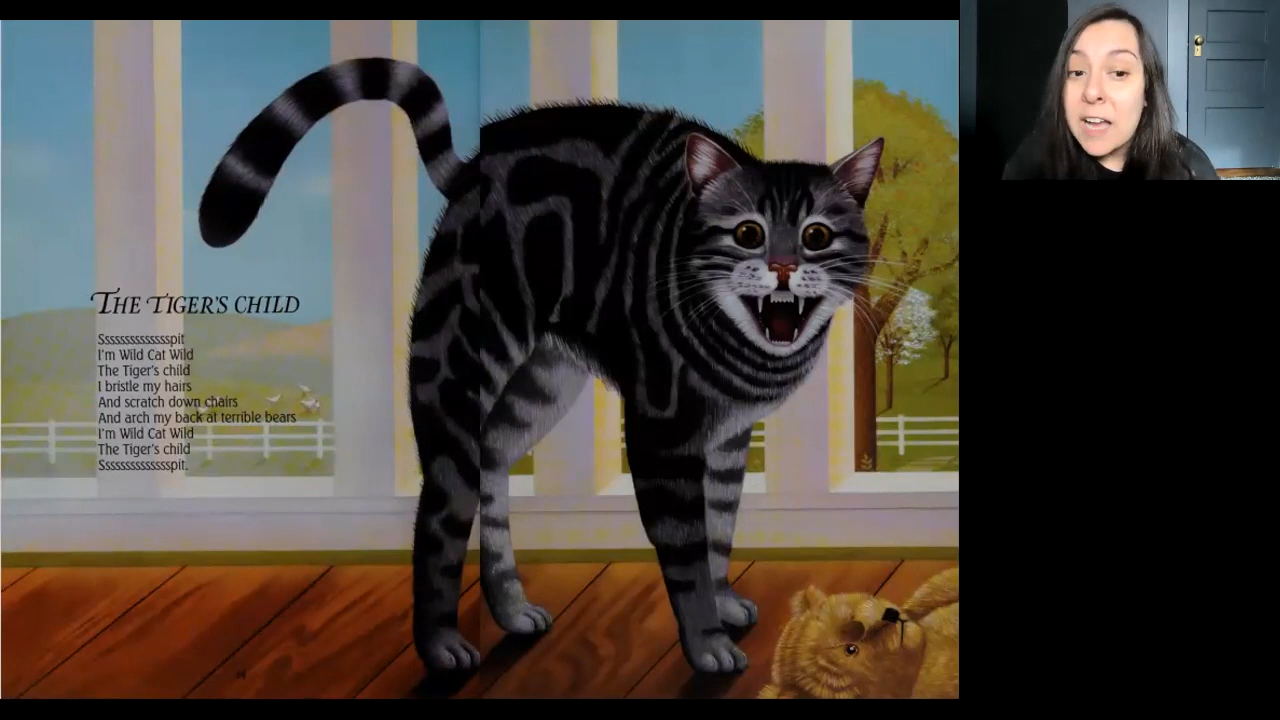 THE TIGER'S CHILD
Sssssssssssssspit
I'm Wild Cat Wild
The Tiger's child
I bristle my hairs
And scratch down chairs
And arch my back at terrible bears
I'm Wild Cat Wild
The Tiger's child
Sssssssssssssspit.